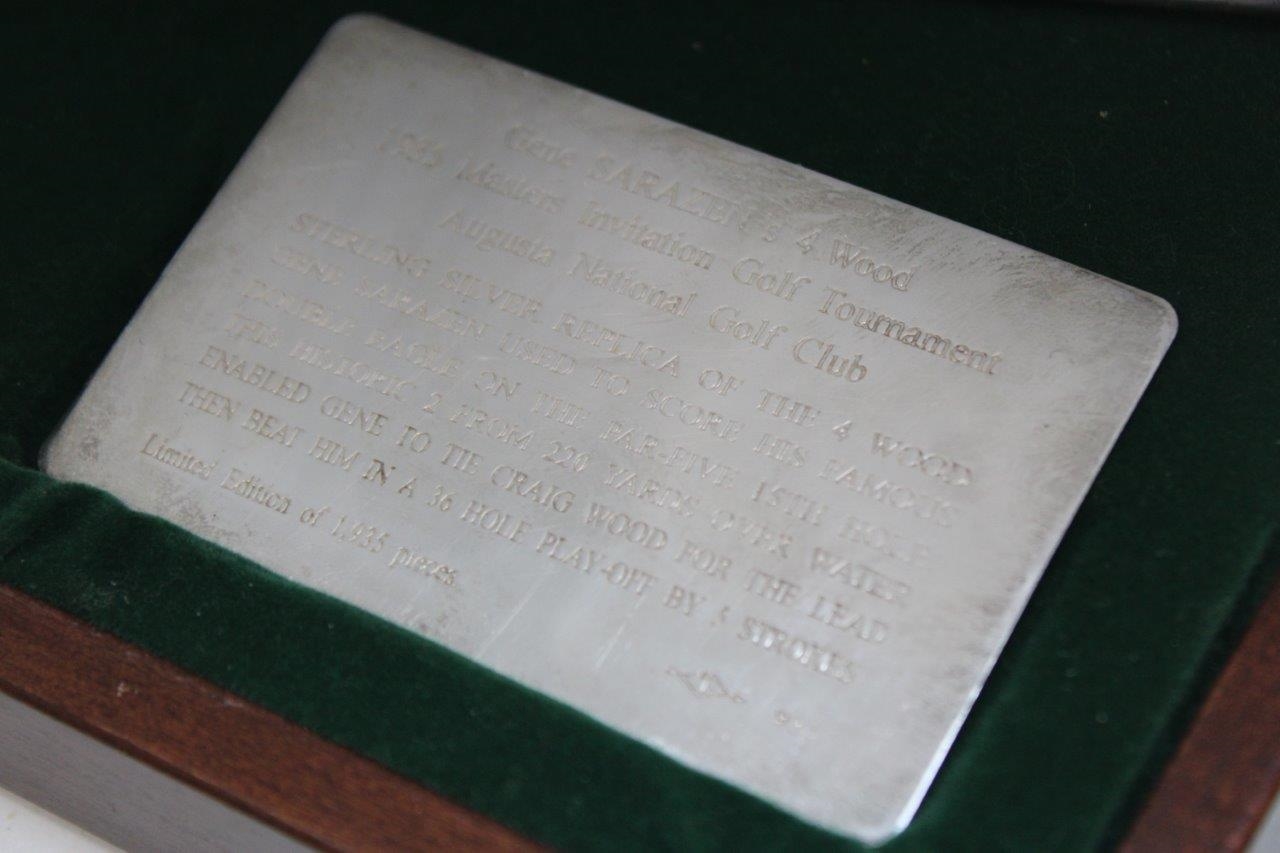 Gene SARAZEN's 4 Wood
1935 Masters Invitation Golf Tournament
Augusta National Golf Club
STERLING SILVER REPLICA OF THE 4 WOOD
GENE SARAZEN USED TO SCORE HIS FAMOUS
DOUBLE EAGLE ON THE PAR-FIVE 15TH HOLE
THIS HISTORIC 2 FROM 220 YARDS OVER WATER
ENABLED GENE TO TIE CRAIG WOOD FOR THE LEAD
THEN BEAT HIM IN A 36 HOLE PLAY-OFF BY 5 STROKES
Limited Edition of 1,935 pieces